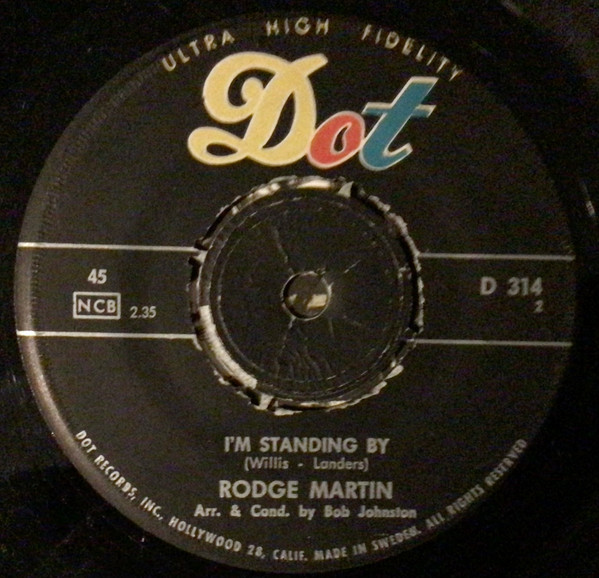 ULTRA HIGH FIDELITY
Dot
45
NCB 2.35
D 314
2
I'M STANDING BY
(Willis - Landers)
RODGE MARTIN
Arr. & Cond. by Bob Johnston
DOT RECORDS, INC., HOLLYWOOD 28, CALIF. MADE IN SWEDEN. ALL RIGHTS RESERVED